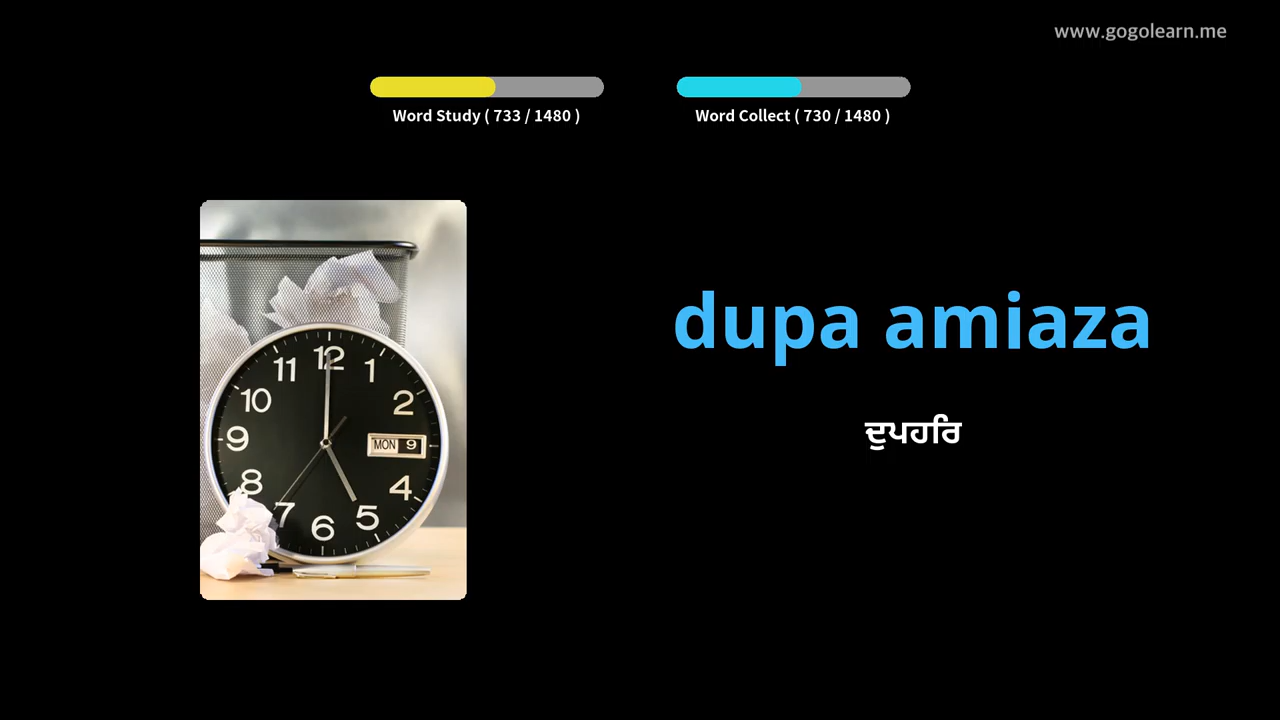 www.gogolearn.me
Word Study ( 733 / 1480 )
Word Collect ( 730 / 1480 )
12
11
1
10
2
9
MON 9
8
4
7
5
6
dupa amiaza
ਦੁਪਹਰਿ